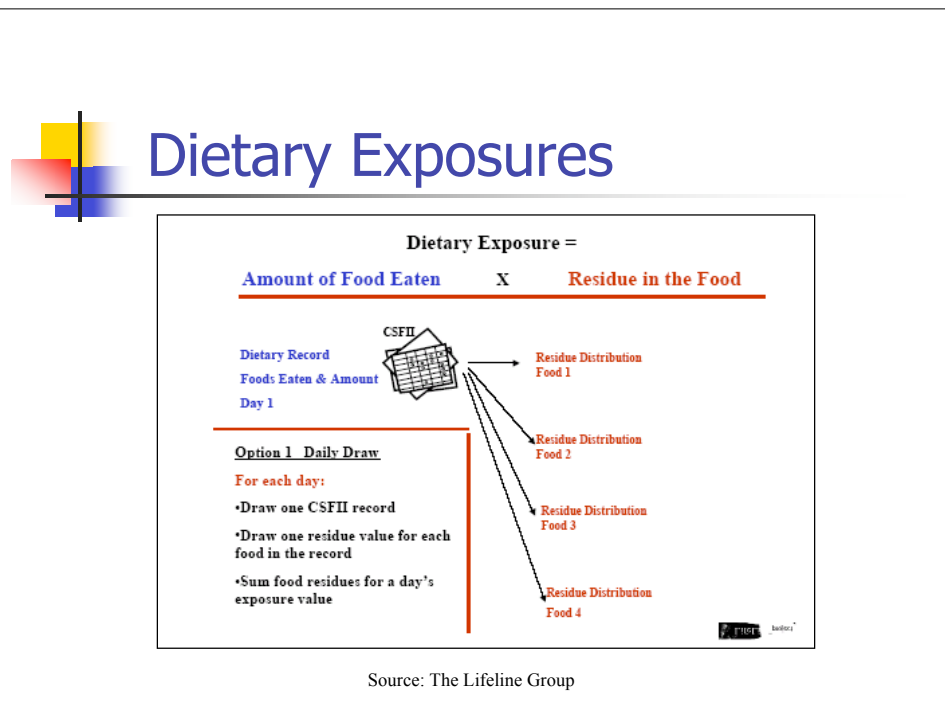 Dietary Exposures
Dietary Exposure =
Amount of Food Eaten X Residue in the Food
CSFII
Dietary Record
Foods Eaten & Amount
Day 1
Residue Distribution
Food 1
Residue Distribution
Food 2
Residue Distribution
Food 3
Residue Distribution
Food 4
Option 1 Daily Draw
For each day:
•Draw one CSFII record
•Draw one residue value for each
food in the record
•Sum food residues for a day's
exposure value
Source: The Lifeline Group